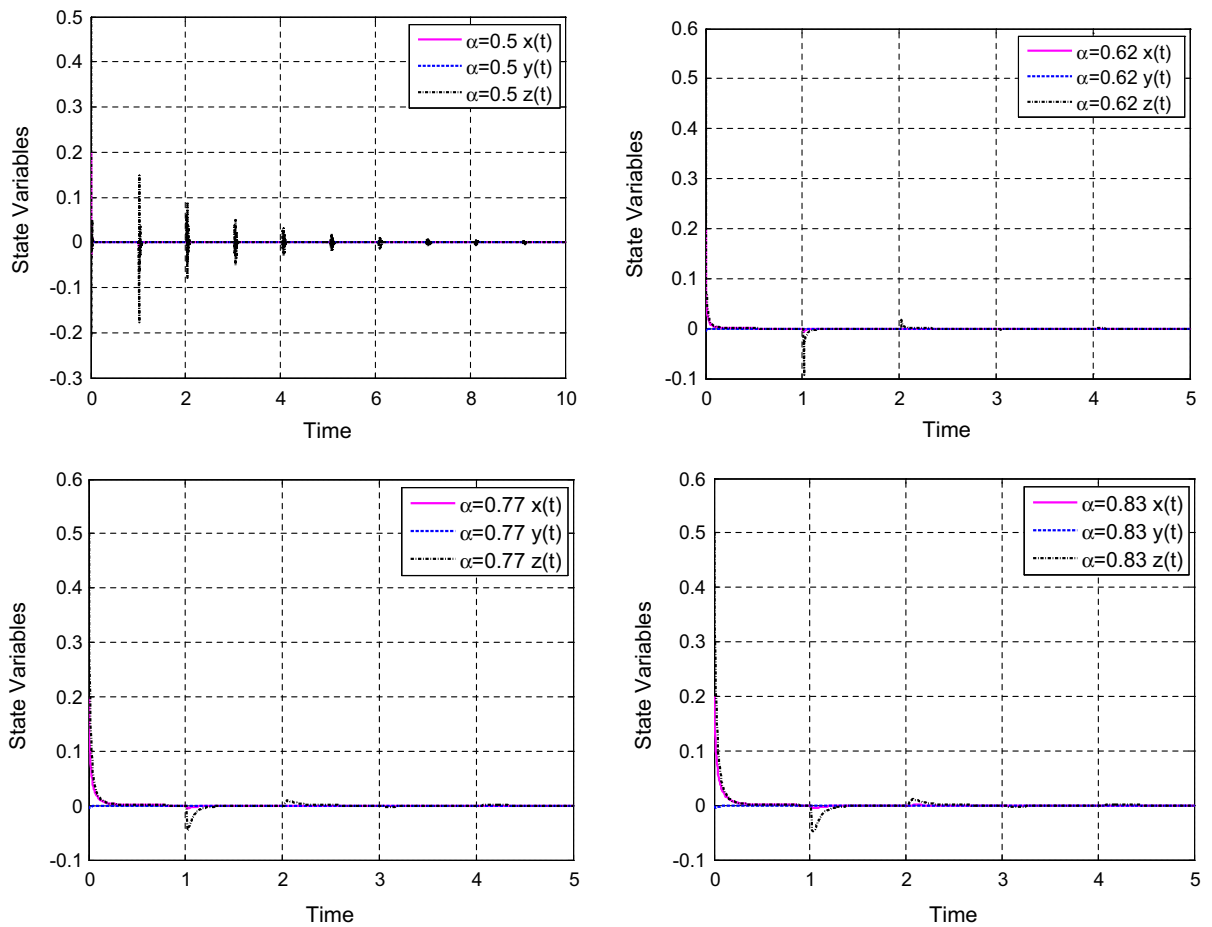 0.5
0.4
0.3
0.2
0.1
0
-0.1
-0.2
-0.3
State Variables
α=0.5 x(t)
α=0.5 y(t)
α=0.5 z(t)
0 2 4 6 8 10
Time
0.6
0.5
0.4
0.3
0.2
0.1
0
-0.1
State Variables
α=0.62 x(t)
α=0.62 y(t)
α=0.62 z(t)
0 1 2 3 4 5
Time
0.6
0.5
0.4
0.3
0.2
0.1
0
-0.1
State Variables
α=0.77 x(t)
α=0.77 y(t)
α=0.77 z(t)
0 1 2 3 4 5
Time
0.6
0.5
0.4
0.3
0.2
0.1
0
-0.1
State Variables
α=0.83 x(t)
α=0.83 y(t)
α=0.83 z(t)
0 1 2 3 4 5
Time